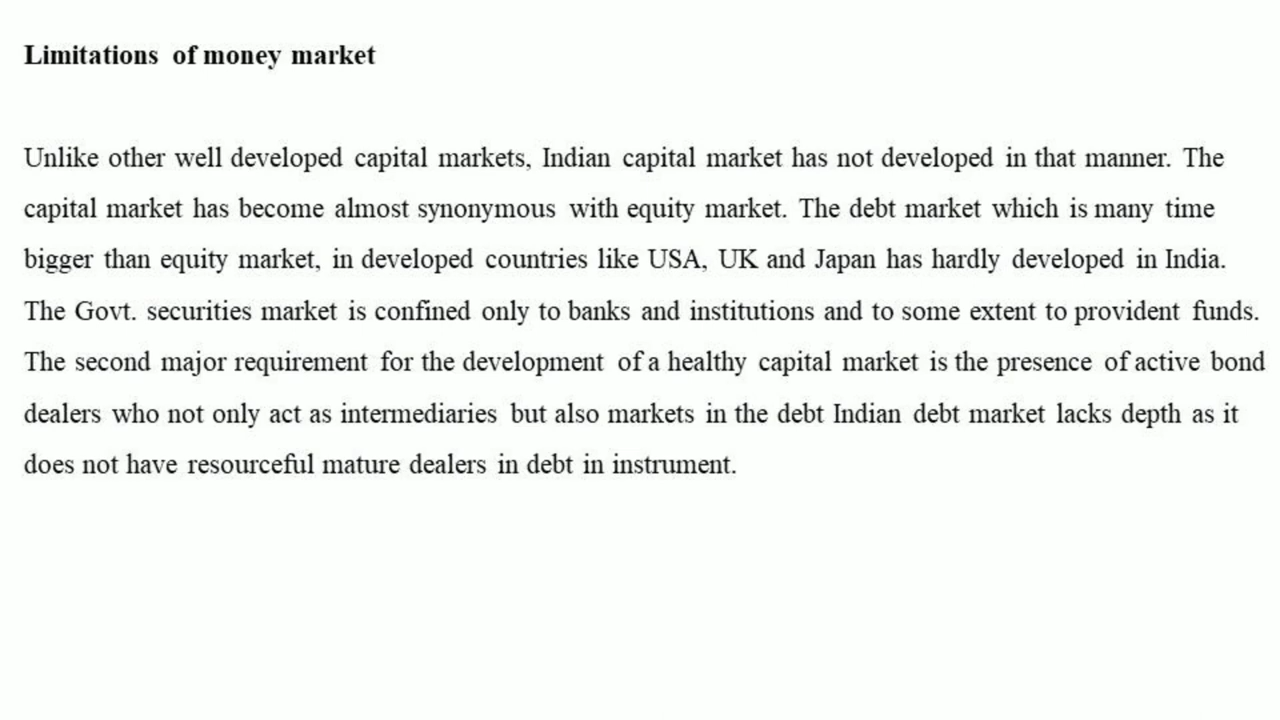 Limitations of money market
Unlike other well developed capital markets, Indian capital market has not developed in that manner. The
capital market has become almost synonymous with equity market. The debt market which is many time
bigger than equity market, in developed countries like USA, UK and Japan has hardly developed in India.
The Govt. securities market is confined only to banks and institutions and to some extent to provident funds.
The second major requirement for the development of a healthy capital market is the presence of active bond
dealers who not only act as intermediaries but also markets in the debt Indian debt market lacks depth as it
does not have resourceful mature dealers in debt in instrument.